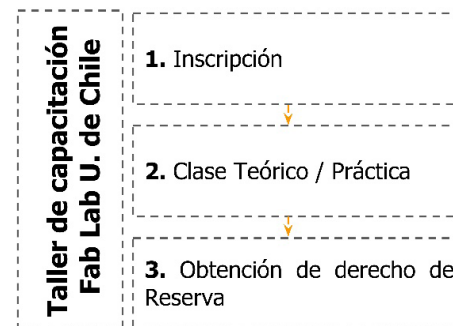 Taller de capacitación
Fab Lab U. de Chile
1. Inscripción
2. Clase Teórico / Práctica
3. Obtención de derecho de
Reserva